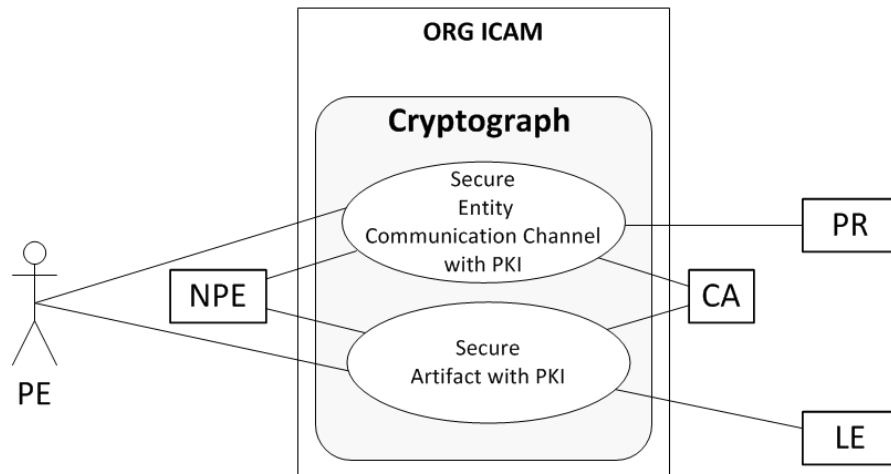 ORG ICAM
Cryptograph
Secure
Entity
Communication Channel
with PKI
PR
NPE
CA
Secure
Artifact with PKI
PE
LE